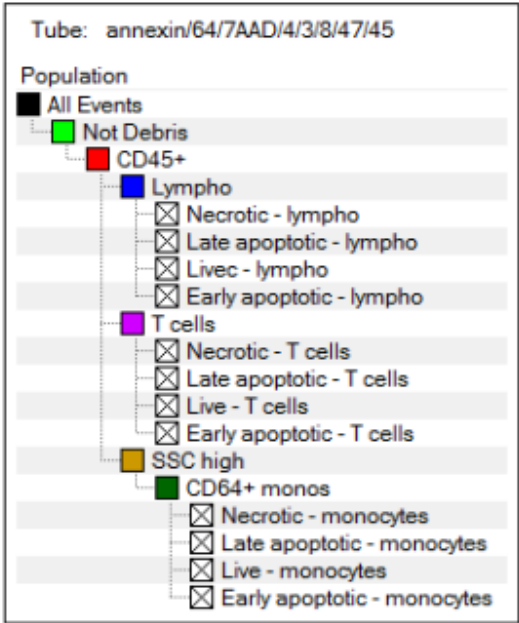 Tube: annexin/64/7AAD/4/3/8/47/45
Population
All Events
Not Debris
CD45+
Lympho
Necrotic - lympho
Late apoptotic - lympho
Livec - lympho
Early apoptotic - lympho
T cells
Necrotic - T cells
Late apoptotic - T cells
Live - T cells
Early apoptotic - T cells
SSC high
CD64+ monos
Necrotic - monocytes
Late apoptotic - monocytes
Live - monocytes
Early apoptotic - monocytes